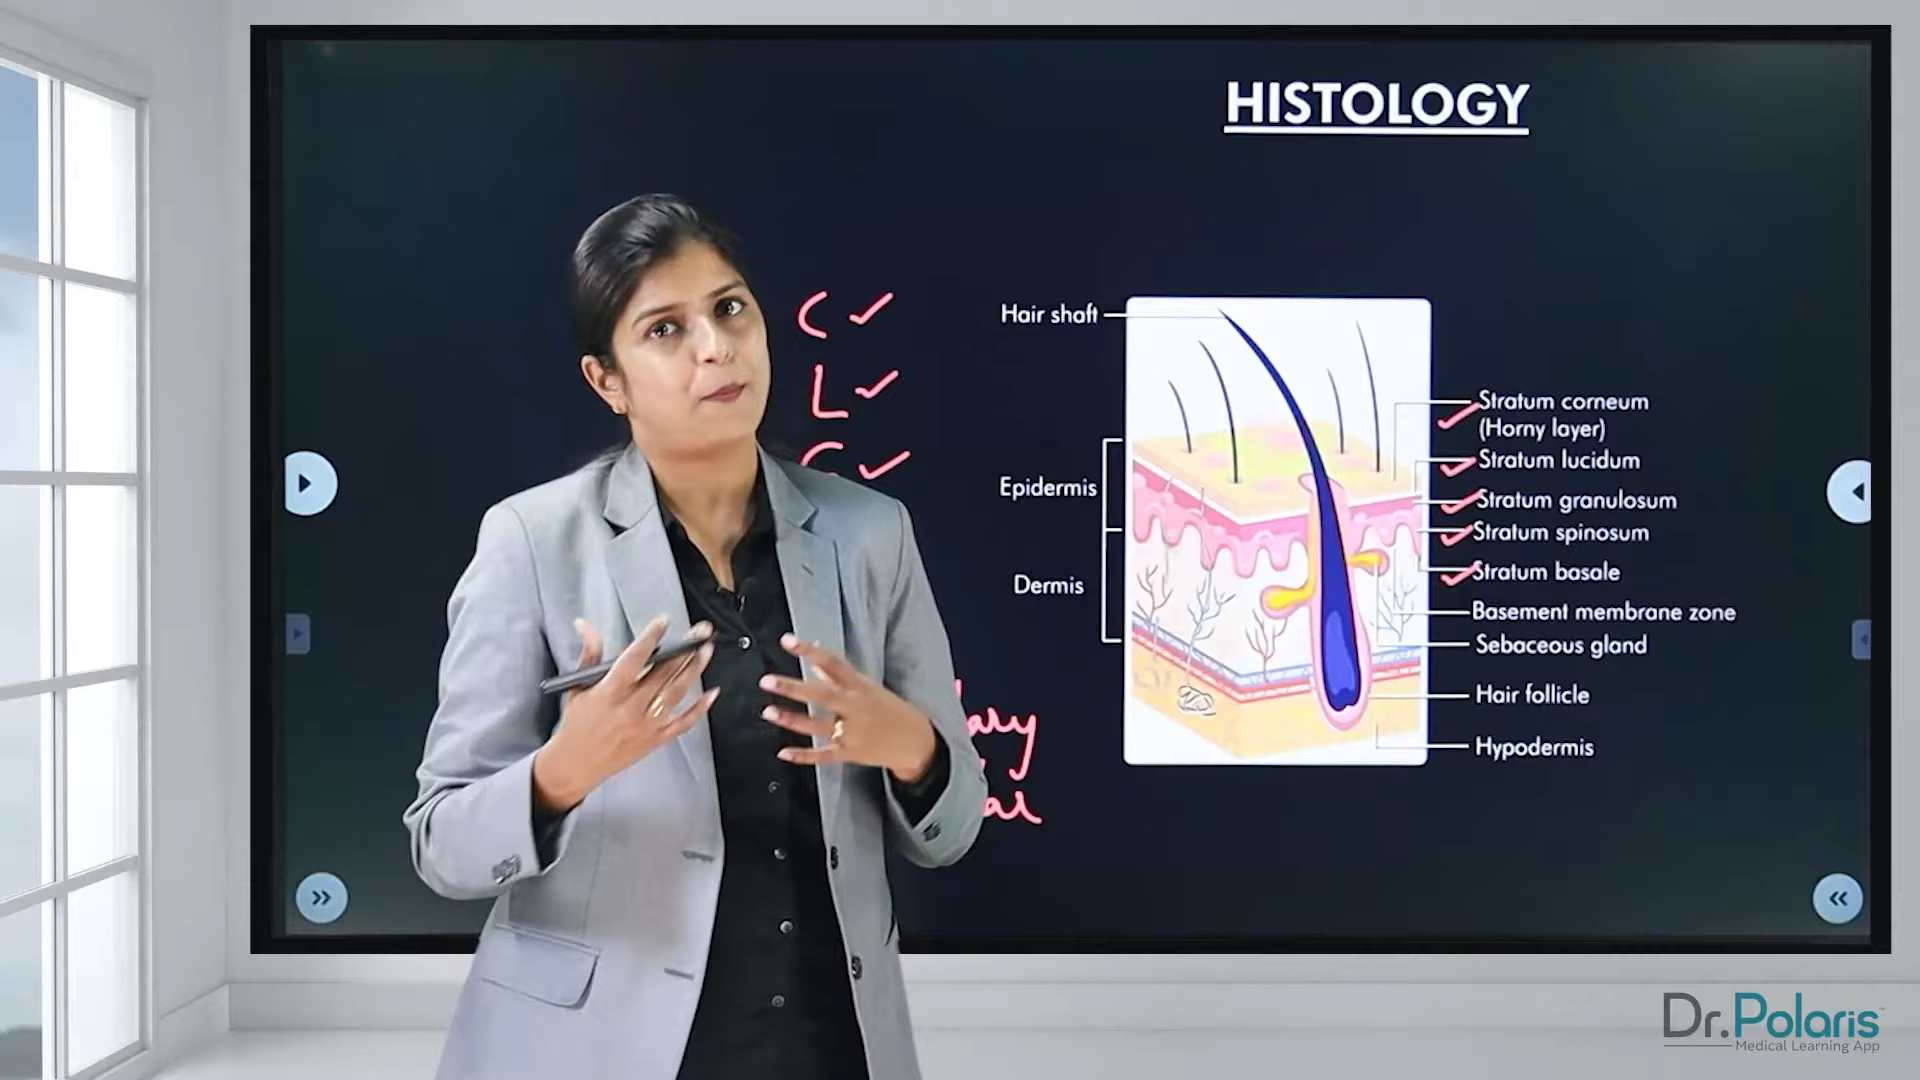 HISTOLOGY
C
L
Hair shaft
Epidermis
Dermis
Stratum corneum
(Horny layer)
Stratum lucidum
Stratum granulosum
Stratum spinosum
Stratum basale
Basement membrane zone
Sebaceous gland
Hair follicle
Hypodermis
Dr.Polaris
Medical Learning App